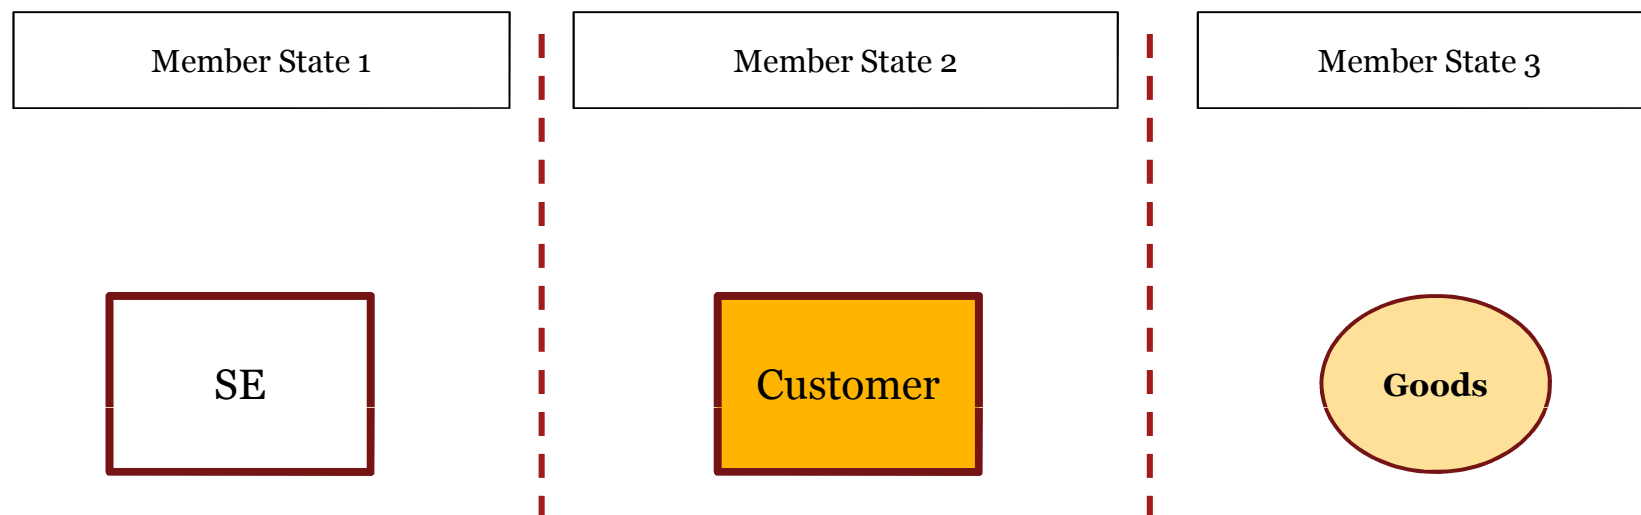 Member State 1
Member State 2
Member State 3
SE
Customer
Goods